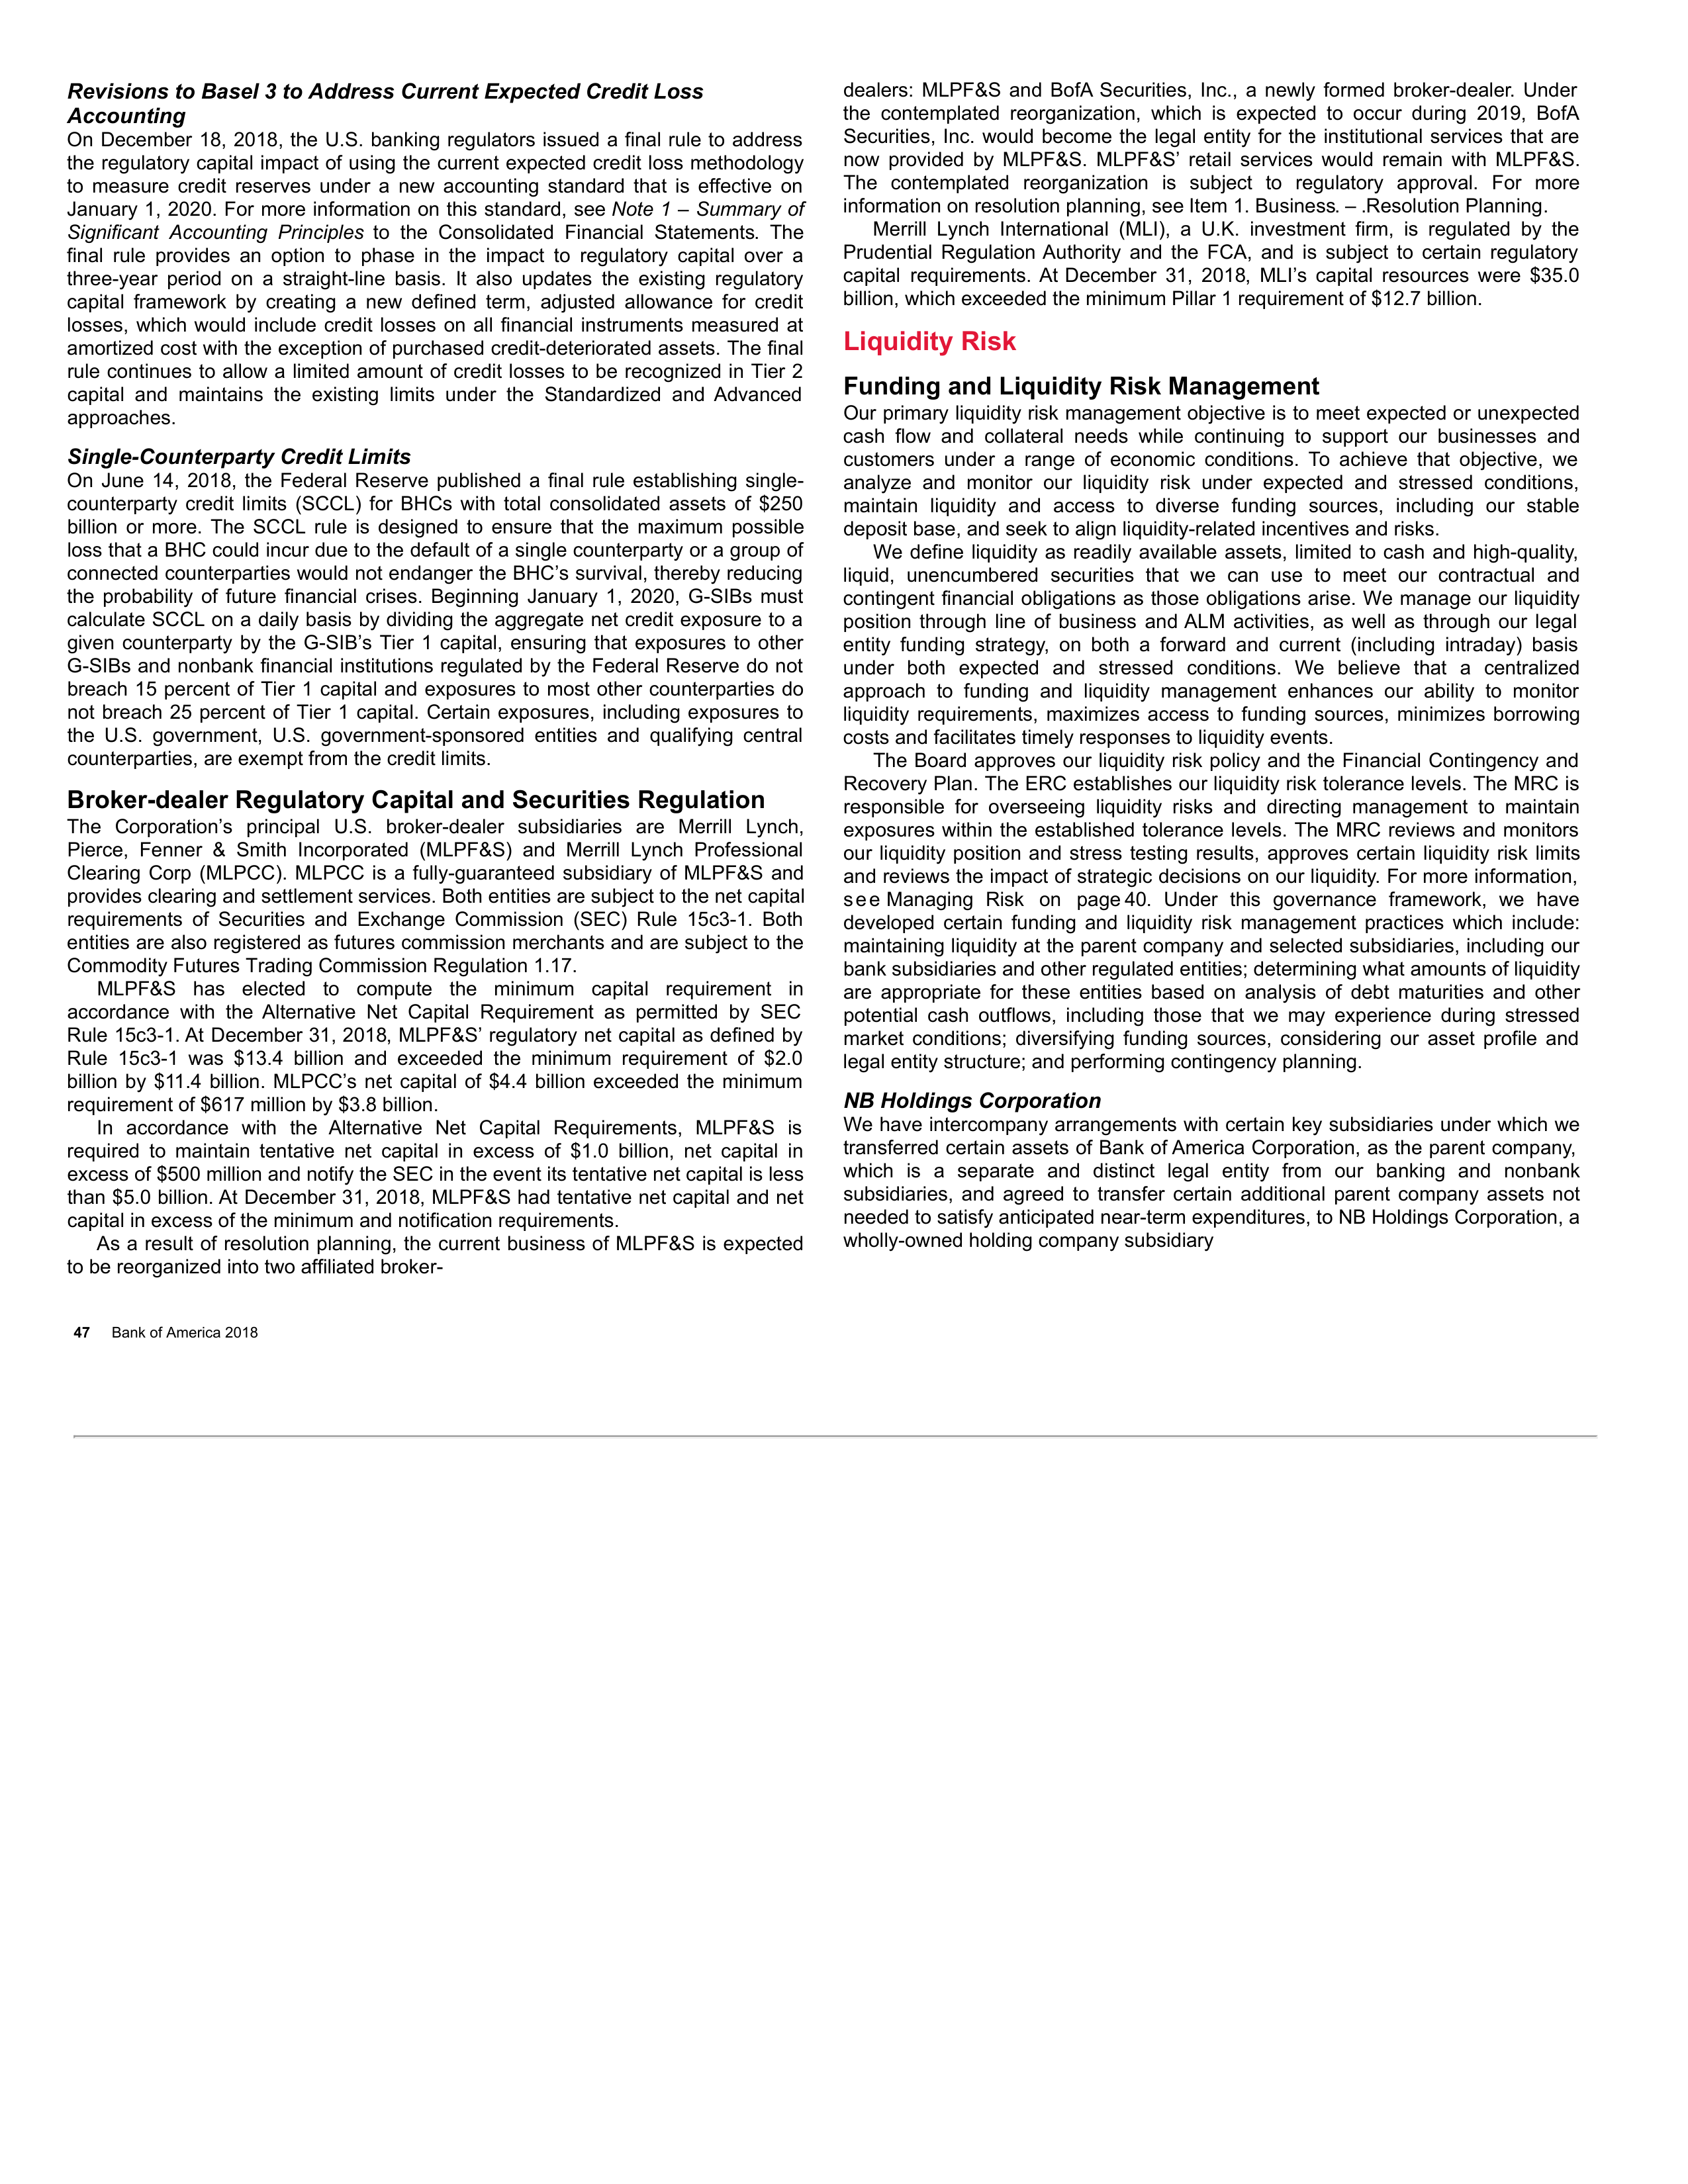 Revisions to Basel 3 to Address Current Expected Credit Loss
Accounting
On December 18, 2018, the U.S. banking regulators issued a final rule to address
the regulatory capital impact of using the current expected credit loss methodology
to measure credit reserves under a new accounting standard that is effective on
January 1, 2020. For more information on this standard, see Note 1 – Summary of
Significant Accounting Principles to the Consolidated Financial Statements. The
final rule provides an option to phase in the impact to regulatory capital over a
three-year period on a straight-line basis. It also updates the existing regulatory
capital framework by creating a new defined term, adjusted allowance for credit
losses, which would include credit losses on all financial instruments measured at
amortized cost with the exception of purchased credit-deteriorated assets. The final
rule continues to allow a limited amount of credit losses to be recognized in Tier 2
capital and maintains the existing limits under the Standardized and Advanced
approaches.
Single-Counterparty Credit Limits
On June 14, 2018, the Federal Reserve published a final rule establishing single-
counterparty credit limits (SCCL) for BHCs with total consolidated assets of $250
billion or more. The SCCL rule is designed to ensure that the maximum possible
loss that a BHC could incur due to the default of a single counterparty or a group of
connected counterparties would not endanger the BHC’s survival, thereby reducing
the probability of future financial crises. Beginning January 1, 2020, G-SIBs must
calculate SCCL on a daily basis by dividing the aggregate net credit exposure to a
given counterparty by the G-SIB’s Tier 1 capital, ensuring that exposures to other
G-SIBs and nonbank financial institutions regulated by the Federal Reserve do not
breach 15 percent of Tier 1 capital and exposures to most other counterparties do
not breach 25 percent of Tier 1 capital. Certain exposures, including exposures to
the U.S. government, U.S. government-sponsored entities and qualifying central
counterparties, are exempt from the credit limits.
Broker-dealer Regulatory Capital and Securities Regulation
The Corporation’s principal U.S. broker-dealer subsidiaries are Merrill Lynch,
Pierce, Fenner & Smith Incorporated (MLPF&S) and Merrill Lynch Professional
Clearing Corp (MLPCC). MLPCC is a fully-guaranteed subsidiary of MLPF&S and
provides clearing and settlement services. Both entities are subject to the net capital
requirements of Securities and Exchange Commission (SEC) Rule 15c3-1. Both
entities are also registered as futures commission merchants and are subject to the
Commodity Futures Trading Commission Regulation 1.17.
MLPF&S has elected to compute the minimum capital requirement in
accordance with the Alternative Net Capital Requirement as permitted by SEC
Rule 15c3-1. At December 31, 2018, MLPF&S’ regulatory net capital as defined by
Rule 15c3-1 was $13.4 billion and exceeded the minimum requirement of $2.0
billion by $11.4 billion. MLPCC’s net capital of $4.4 billion exceeded the minimum
requirement of $617 million by $3.8 billion.
In accordance with the Alternative Net Capital Requirements, MLPF&S is
required to maintain tentative net capital in excess of $1.0 billion, net capital in
excess of $500 million and notify the SEC in the event its tentative net capital is less
than $5.0 billion. At December 31, 2018, MLPF&S had tentative net capital and net
capital in excess of the minimum and notification requirements.
As a result of resolution planning, the current business of MLPF&S is expected
to be reorganized into two affiliated broker-
dealers: MLPF&S and BofA Securities, Inc., a newly formed broker-dealer. Under
the contemplated reorganization, which is expected to occur during 2019, BofA
Securities, Inc. would become the legal entity for the institutional services that are
now provided by MLPF&S. MLPF&S’ retail services would remain with MLPF&S.
The contemplated reorganization is subject to regulatory approval. For more
information on resolution planning, see Item 1. Business. – .Resolution Planning.
Merrill Lynch International (MLI), a U.K. investment firm, is regulated by the
Prudential Regulation Authority and the FCA, and is subject to certain regulatory
capital requirements. At December 31, 2018, MLI’s capital resources were $35.0
billion, which exceeded the minimum Pillar 1 requirement of $12.7 billion.
Liquidity Risk
Funding and Liquidity Risk Management
Our primary liquidity risk management objective is to meet expected or unexpected
cash flow and collateral needs while continuing to support our businesses and
customers under a range of economic conditions. To achieve that objective, we
analyze and monitor our liquidity risk under expected and stressed conditions,
maintain liquidity and access to diverse funding sources, including our stable
deposit base, and seek to align liquidity-related incentives and risks.
We define liquidity as readily available assets, limited to cash and high-quality,
liquid, unencumbered securities that we can use to meet our contractual and
contingent financial obligations as those obligations arise. We manage our liquidity
position through line of business and ALM activities, as well as through our legal
entity funding strategy, on both a forward and current (including intraday) basis
under both expected and stressed conditions. We believe that a centralized
approach to funding and liquidity management enhances our ability to monitor
liquidity requirements, maximizes access to funding sources, minimizes borrowing
costs and facilitates timely responses to liquidity events.
The Board approves our liquidity risk policy and the Financial Contingency and
Recovery Plan. The ERC establishes our liquidity risk tolerance levels. The MRC is
responsible for overseeing liquidity risks and directing management to maintain
exposures within the established tolerance levels. The MRC reviews and monitors
our liquidity position and stress testing results, approves certain liquidity risk limits
and reviews the impact of strategic decisions on our liquidity. For more information,
see Managing Risk on page 40. Under this governance framework, we have
developed certain funding and liquidity risk management practices which include:
maintaining liquidity at the parent company and selected subsidiaries, including our
bank subsidiaries and other regulated entities; determining what amounts of liquidity
are appropriate for these entities based on analysis of debt maturities and other
potential cash outflows, including those that we may experience during stressed
market conditions; diversifying funding sources, considering our asset profile and
legal entity structure; and performing contingency planning.
NB Holdings Corporation
We have intercompany arrangements with certain key subsidiaries under which we
transferred certain assets of Bank of America Corporation, as the parent company,
which is a separate and distinct legal entity from our banking and nonbank
subsidiaries, and agreed to transfer certain additional parent company assets not
needed to satisfy anticipated near-term expenditures, to NB Holdings Corporation, a
wholly-owned holding company subsidiary
47 Bank of America 2018